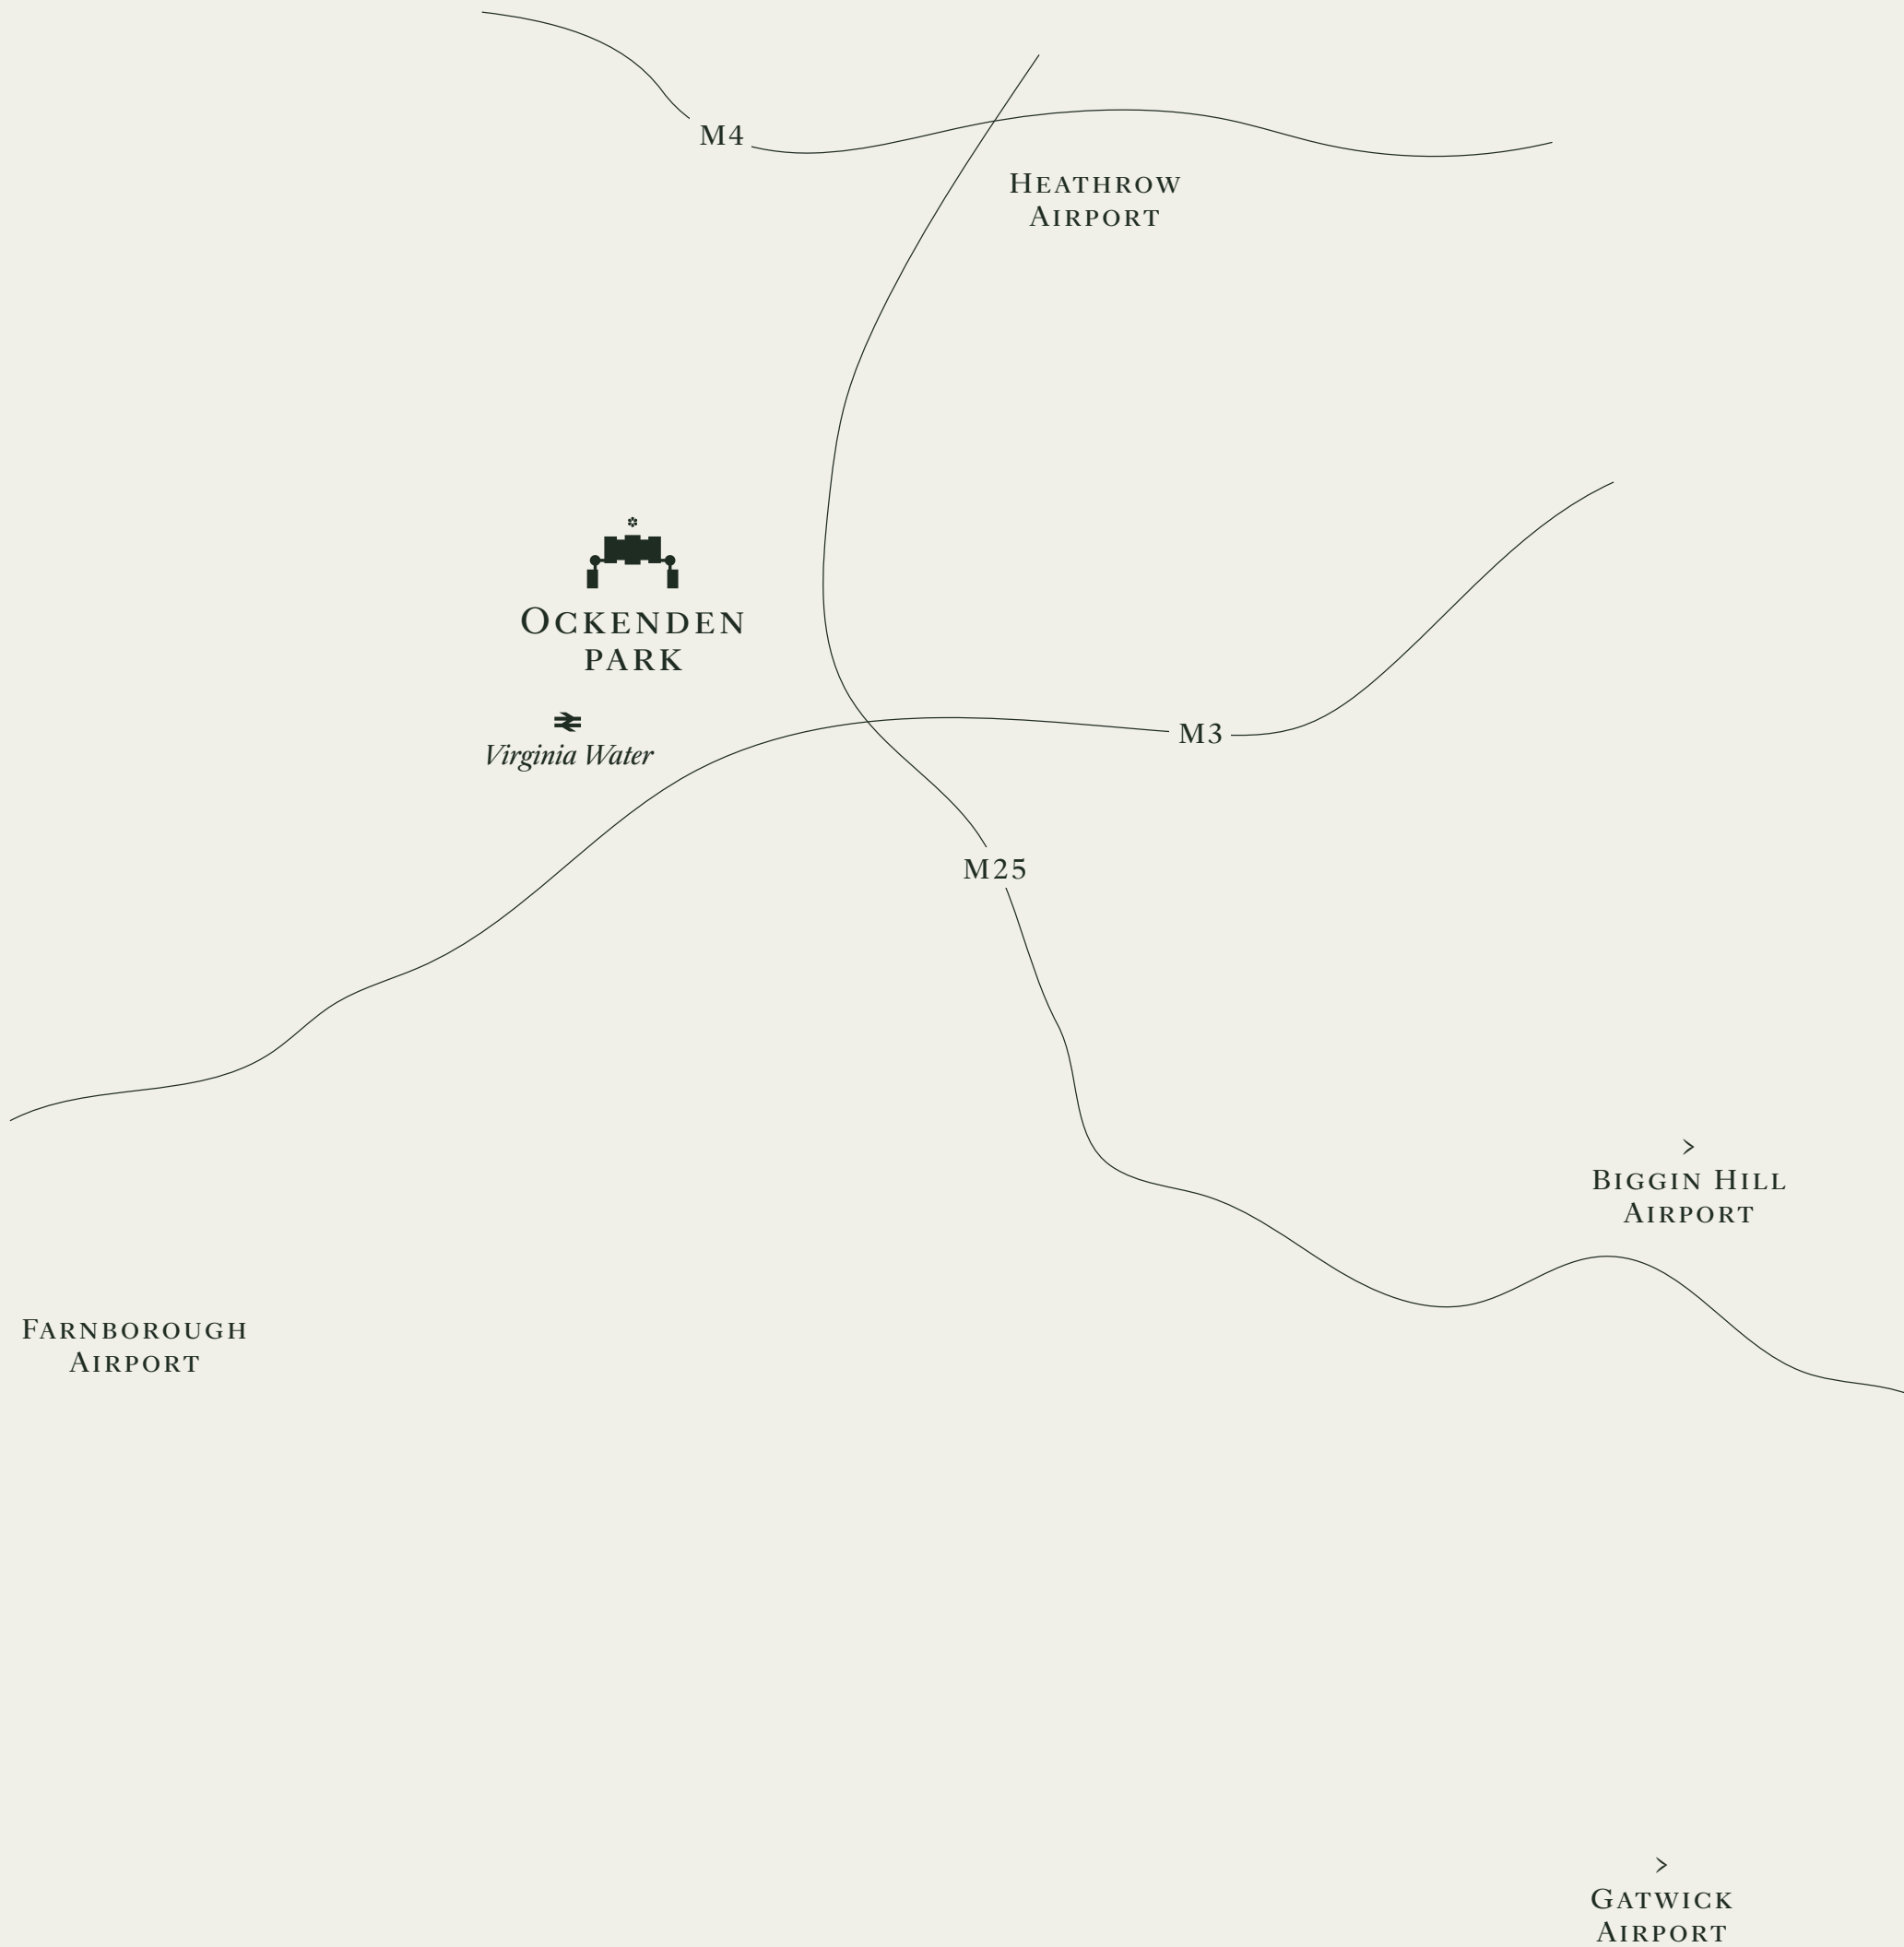 M4
HEATHROW
AIRPORT
OCKENDEN
PARK
Virginia Water
M3
M25
>
BIGGIN HILL
AIRPORT
FARNBOROUGH
AIRPORT
>
GATWICK
AIRPORT